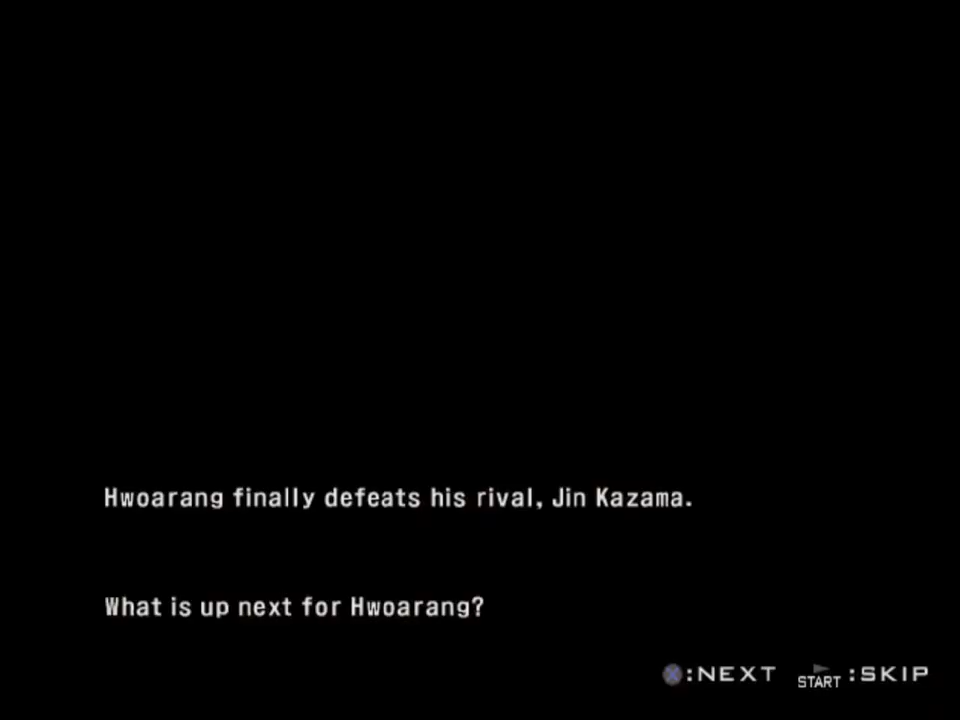 Hwoarang finally defeats his rival, Jin Kazama.
What is up next for Hwoarang?
:NEXT START :SKIP